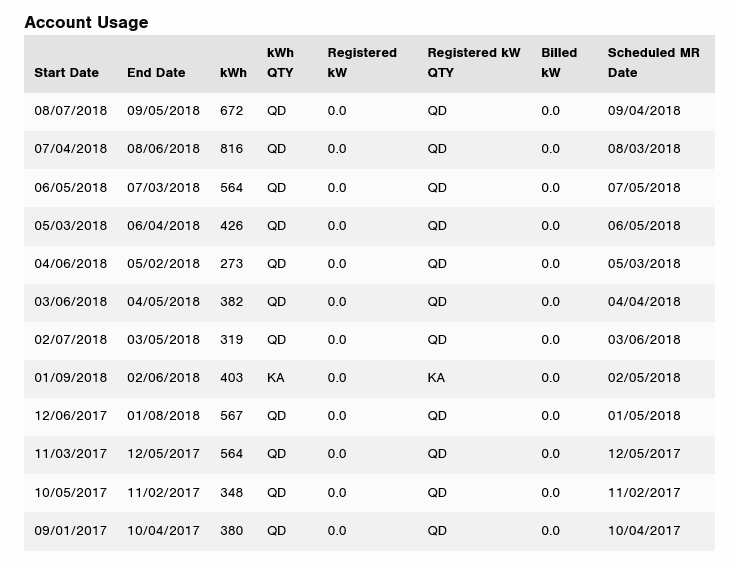 Account Usage
Start Date End Date kWh kWh QTY Registered kW Registered kW QTY Billed kW Scheduled MR Date
08/07/2018 09/05/2018 672 QD 0.0 QD 0.0 09/04/2018
07/04/2018 08/06/2018 816 QD 0.0 QD 0.0 08/03/2018
06/05/2018 07/03/2018 564 QD 0.0 QD 0.0 07/05/2018
05/03/2018 06/04/2018 426 QD 0.0 QD 0.0 06/05/2018
04/06/2018 05/02/2018 273 QD 0.0 QD 0.0 05/03/2018
03/06/2018 04/05/2018 382 QD 0.0 QD 0.0 04/04/2018
02/07/2018 03/05/2018 319 QD 0.0 QD 0.0 03/06/2018
01/09/2018 02/06/2018 403 KA 0.0 KA 0.0 02/05/2018
12/06/2017 01/08/2018 567 QD 0.0 QD 0.0 01/05/2018
11/03/2017 12/05/2017 564 QD 0.0 QD 0.0 12/05/2017
10/05/2017 11/02/2017 348 QD 0.0 QD 0.0 11/02/2017
09/01/2017 10/04/2017 380 QD 0.0 QD 0.0 10/04/2017